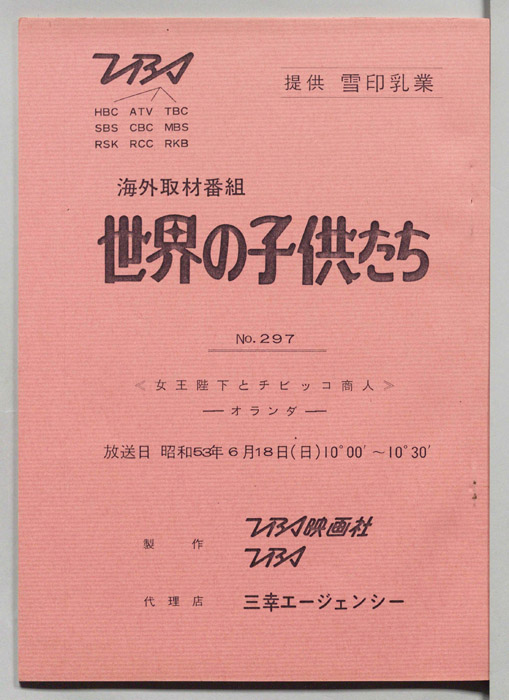 TBS
提供 雪印乳業
HBC ATV TBC
SBS CBC MBS
RSK RCC RKB
海外取材番組
世界の子供たち
No.297
<女王陛下とチビッコ商人>
―オランダ―
放送日 昭和53年6月18日(日)10°00′~10°30′
製作 TBS映画社
TBS
代理店 三幸エージェンシー